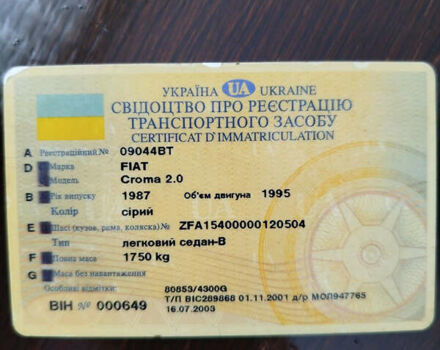 УКРАЇНА UA UKRAINE
СВІДОЦТВО ПРО РЕЄСТРАЦІЮ
ТРАНСПОРТНОГО ЗАСОБУ
CERTIFICAT D'IMMATRICULATION
A Реєстраційний № 09044ВТ
D Марка FIAT
Модель Croma 2.0
B Рік випуску 1987 Об'єм двигуна 1995
Колір сірий
E Шасі (кузов, рама, коляска) № ZFA15400000120504
Тип легковий седан-В
F Повна маса 1750 kg
G Маса без навантаження
Особливі відмітки: 80853/4300G
Т/П ВІС289868 01.11.2001 д/р МОЛ947765
ВІН № 000649 16.07.2003